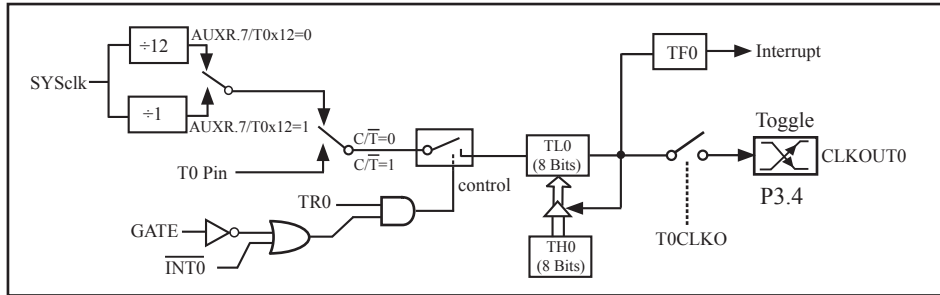 AUXR.7/T0x12=0
÷12
SYSclk
÷1
AUXR.7/T0x12=1
T0 Pin
C/T̅=0
C/T̅=1
control
TR0
GATE
I̅N̅T̅0̅
TL0
(8 Bits)
TH0
(8 Bits)
TF0
Interrupt
Toggle
CLKOUT0
P3.4
T0CLKO